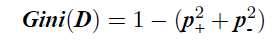 Gini(D) = 1 − (p₊² + p₋²)